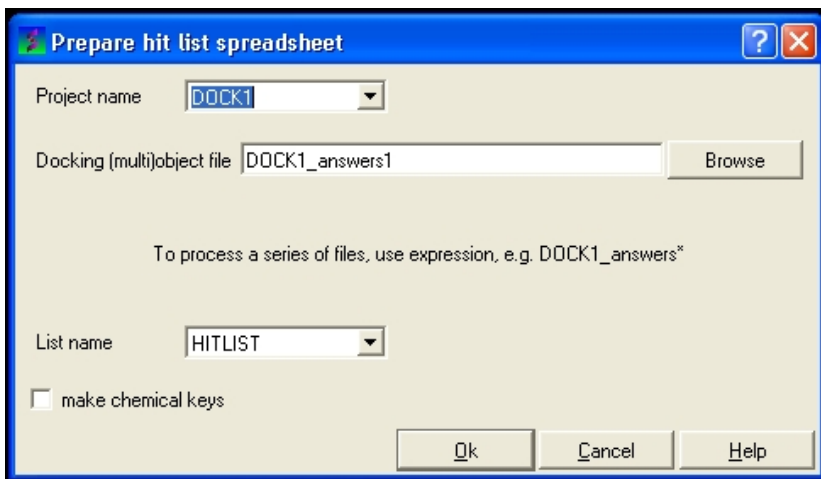 Prepare hit list spreadsheet
?
Project name DOCK1
Docking (multi)object file DOCK1_answers1 Browse
To process a series of files, use expression, e.g. DOCK1_answers*
List name HITLIST
make chemical keys
Ok Cancel Help